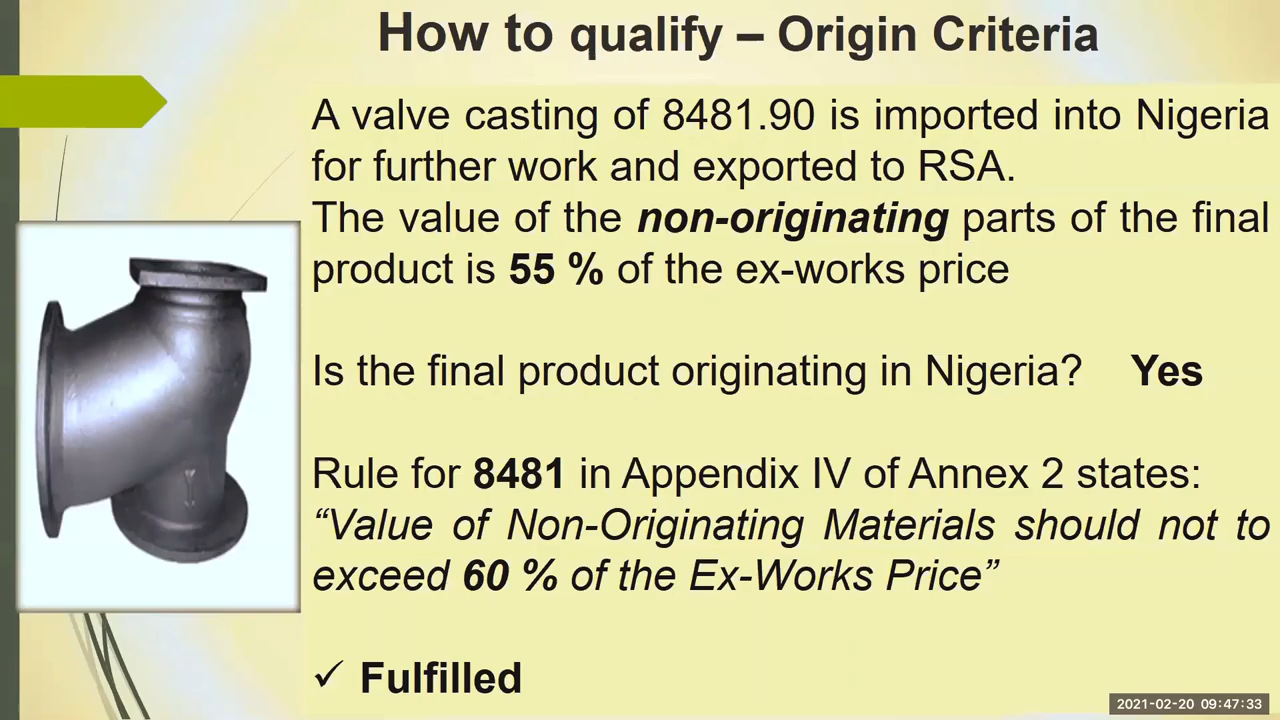 How to qualify – Origin Criteria
A valve casting of 8481.90 is imported into Nigeria
for further work and exported to RSA.
The value of the non-originating parts of the final
product is 55 % of the ex-works price
Is the final product originating in Nigeria? Yes
Rule for 8481 in Appendix IV of Annex 2 states:
“Value of Non-Originating Materials should not to
exceed 60 % of the Ex-Works Price”
✓ Fulfilled
2021-02-20 09:47:33